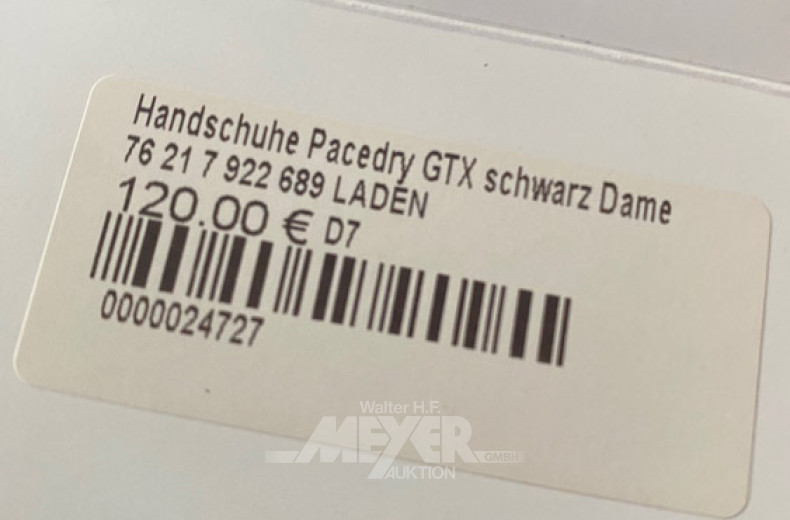 Handschuhe Pacedry GTX schwarz Dame
76 21 7 922 689 LADEN
120.00 € D7
0000024727
Walter H.F.
MEYER
GMBH
AUKTION